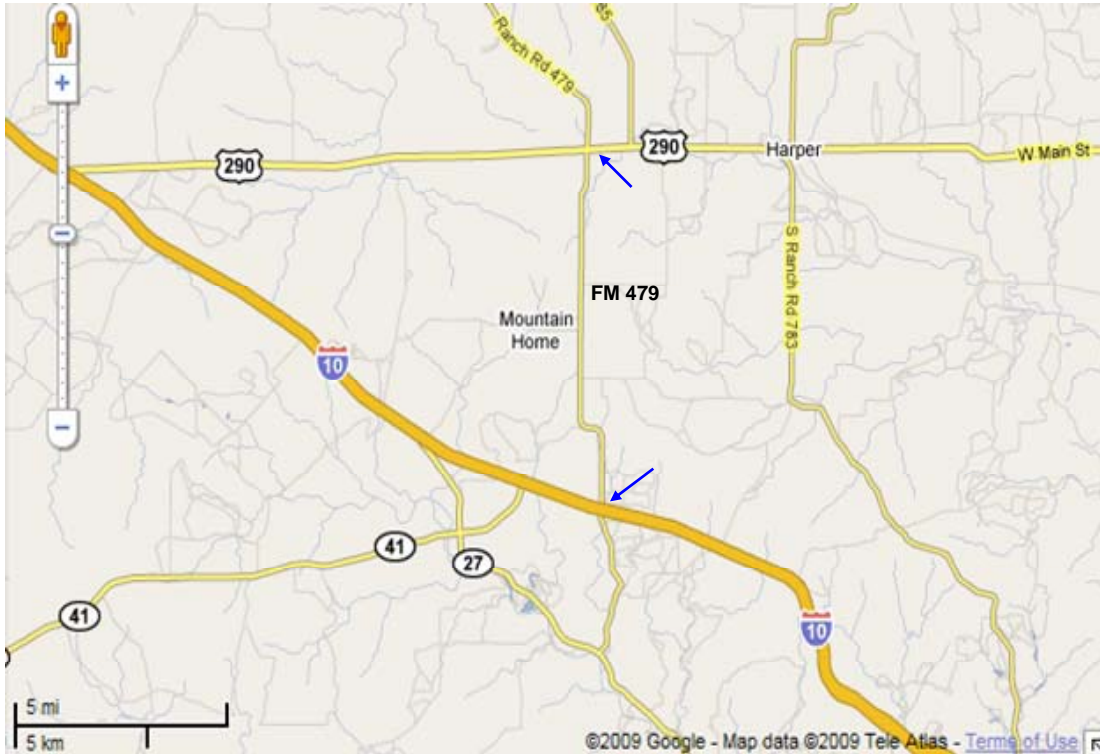 Ranch Rd 479
290
290
Harper
W Main St
S Ranch Rd 783
FM 479
Mountain
Home
10
41
27
41
10
5 mi
5 km
©2009 Google - Map data ©2009 Tele Atlas - Terms of Use